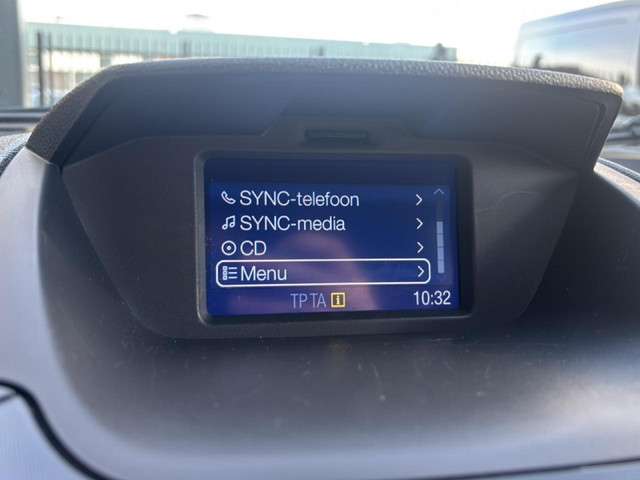 SYNC-telefoon
SYNC-media
CD
Menu
TP TA i 10:32